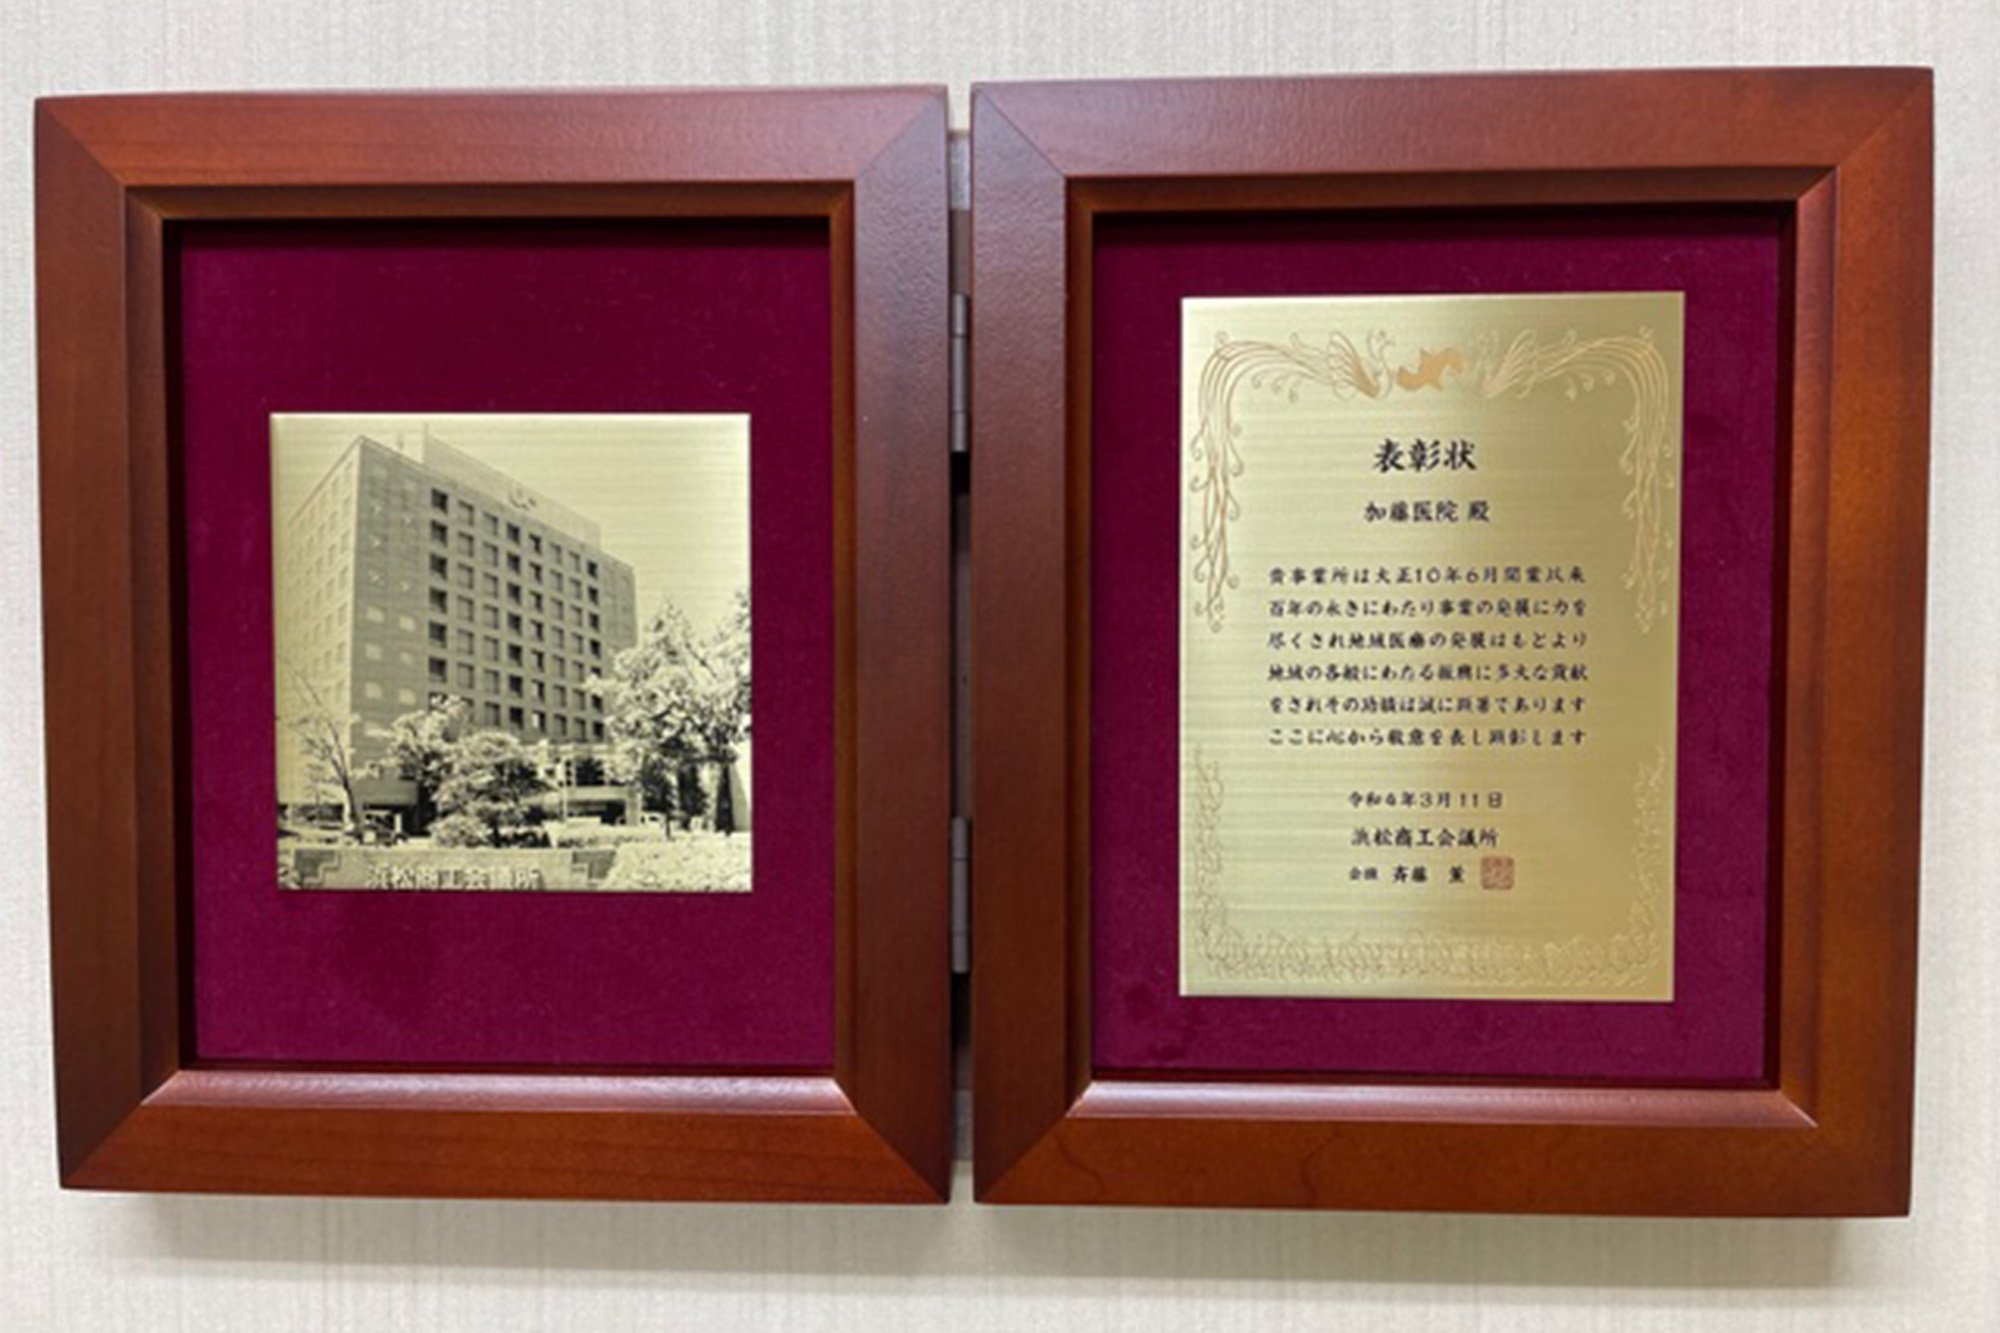 浜松商工会議所
表彰状
加藤医院 殿
貴事業所は大正10年6月開業以来
百年の永きにわたり事業の発展に力を
尽くされ地域医療の発展はもとより
地域の各般にわたる振興に多大な貢献
をされその功績は誠に顕著であります
ここに心から敬意を表し顕彰します
令和4年3月11日
浜松商工会議所
会頭 斉藤 薫